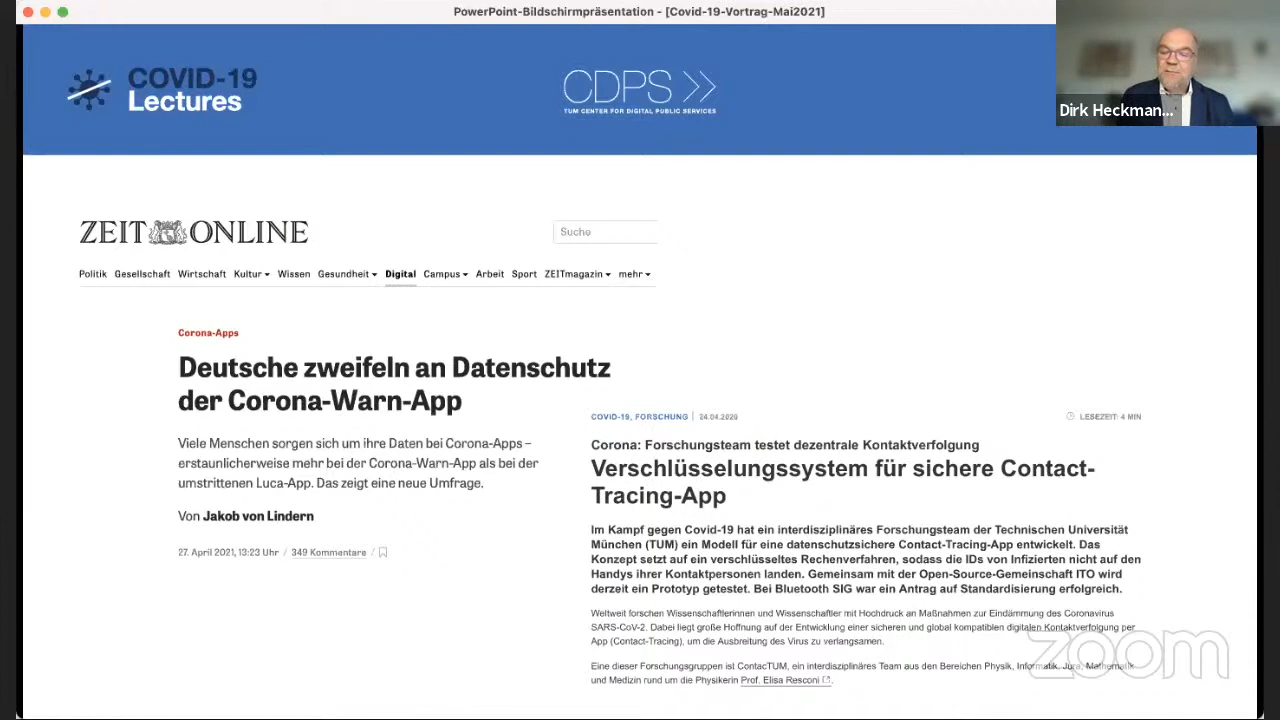 PowerPoint-Bildschirmpräsentation - [Covid-19-Vortrag-Mai2021]
COVID-19
Lectures
CDPS
TUM CENTER FOR DIGITAL PUBLIC SERVICES
Dirk Heckman...
ZEIT ONLINE
Suche
Politik Gesellschaft Wirtschaft Kultur Wissen Gesundheit Digital Campus Arbeit Sport ZEITmagazin mehr
Corona-Apps
Deutsche zweifeln an Datenschutz
der Corona-Warn-App
Viele Menschen sorgen sich um ihre Daten bei Corona-Apps –
erstaunlicherweise mehr bei der Corona-Warn-App als bei der
umstrittenen Luca-App. Das zeigt eine neue Umfrage.
Von Jakob von Lindern
27. April 2021, 13:23 Uhr / 349 Kommentare /
COVID-19, FORSCHUNG | 24.04.2020
LESEZEIT: 4 MIN
Corona: Forschungsteam testet dezentrale Kontaktverfolgung
Verschlüsselungssystem für sichere Contact-
Tracing-App
Im Kampf gegen Covid-19 hat ein interdisziplinäres Forschungsteam der Technischen Universität
München (TUM) ein Modell für eine datenschutzsichere Contact-Tracing-App entwickelt. Das
Konzept setzt auf ein verschlüsseltes Rechenverfahren, sodass die IDs von Infizierten nicht auf den
Handys ihrer Kontaktpersonen landen. Gemeinsam mit der Open-Source-Gemeinschaft ITO wird
derzeit ein Prototyp getestet. Bei Bluetooth SIG war ein Antrag auf Standardisierung erfolgreich.
Weltweit forschen Wissenschaftlerinnen und Wissenschaftler mit Hochdruck an Maßnahmen zur Eindämmung des Coronavirus
SARS-CoV-2. Dabei liegt große Hoffnung auf der Entwicklung einer sicheren und global kompatiblen digitalen Kontaktverfolgung per
App (Contact-Tracing), um die Ausbreitung des Virus zu verlangsamen.
Eine dieser Forschungsgruppen ist ContacTUM, ein interdisziplinäres Team aus den Bereichen Physik, Informatik, Jura, Mathematik
und Medizin rund um die Physikerin Prof. Elisa Resconi.
zoom